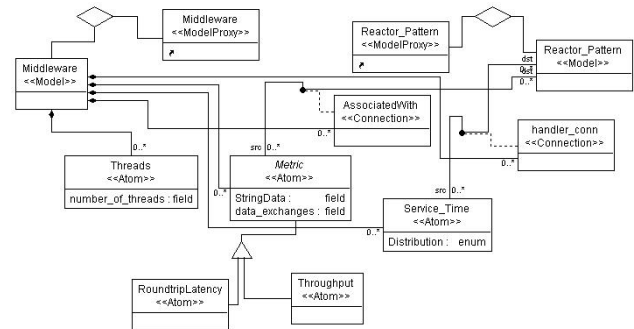 Middleware
<<ModelProxy>>
Reactor_Pattern
<<ModelProxy>>
Reactor_Pattern
<<Model>>
Middleware
<<Model>>
dst
0..*
dst
0..*
AssociatedWith
<<Connection>>
0..*
handler_conn
<<Connection>>
0..*
0..*
src 0..*
Threads
<<Atom>>
number_of_threads : field
Metric
<<Atom>>
StringData : field
data_exchanges : field
0..*
src 0..*
Service_Time
<<Atom>>
Distribution : enum
0..*
RoundtripLatency
<<Atom>>
Throughput
<<Atom>>